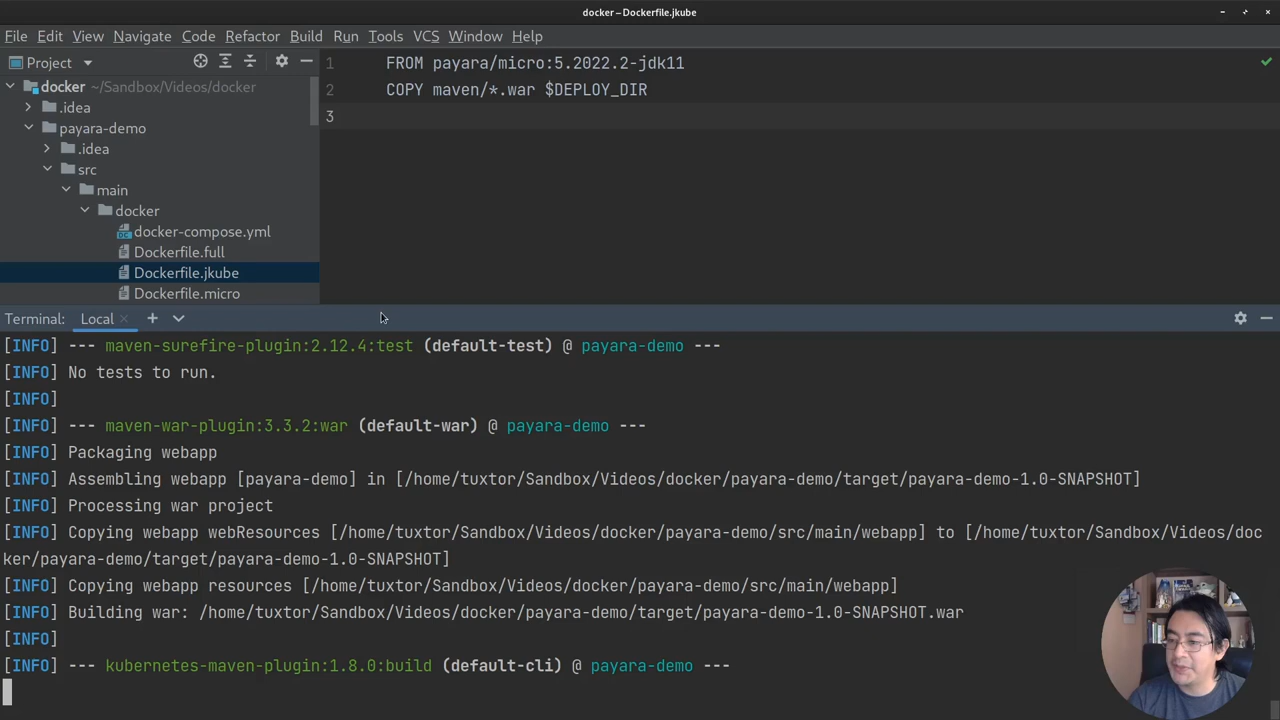 docker – Dockerfile.jkube
File Edit View Navigate Code Refactor Build Run Tools VCS Window Help
Project
docker ~/Sandbox/Videos/docker
.idea
payara-demo
.idea
src
main
docker
docker-compose.yml
Dockerfile.full
Dockerfile.jkube
Dockerfile.micro
1 FROM payara/micro:5.2022.2-jdk11
2 COPY maven/*.war $DEPLOY_DIR
3
Terminal: Local
[INFO] --- maven-surefire-plugin:2.12.4:test (default-test) @ payara-demo ---
[INFO] No tests to run.
[INFO]
[INFO] --- maven-war-plugin:3.3.2:war (default-war) @ payara-demo ---
[INFO] Packaging webapp
[INFO] Assembling webapp [payara-demo] in [/home/tuxtor/Sandbox/Videos/docker/payara-demo/target/payara-demo-1.0-SNAPSHOT]
[INFO] Processing war project
[INFO] Copying webapp webResources [/home/tuxtor/Sandbox/Videos/docker/payara-demo/src/main/webapp] to [/home/tuxtor/Sandbox/Videos/doc
ker/payara-demo/target/payara-demo-1.0-SNAPSHOT]
[INFO] Copying webapp resources [/home/tuxtor/Sandbox/Videos/docker/payara-demo/src/main/webapp]
[INFO] Building war: /home/tuxtor/Sandbox/Videos/docker/payara-demo/target/payara-demo-1.0-SNAPSHOT.war
[INFO]
[INFO] --- kubernetes-maven-plugin:1.8.0:build (default-cli) @ payara-demo ---